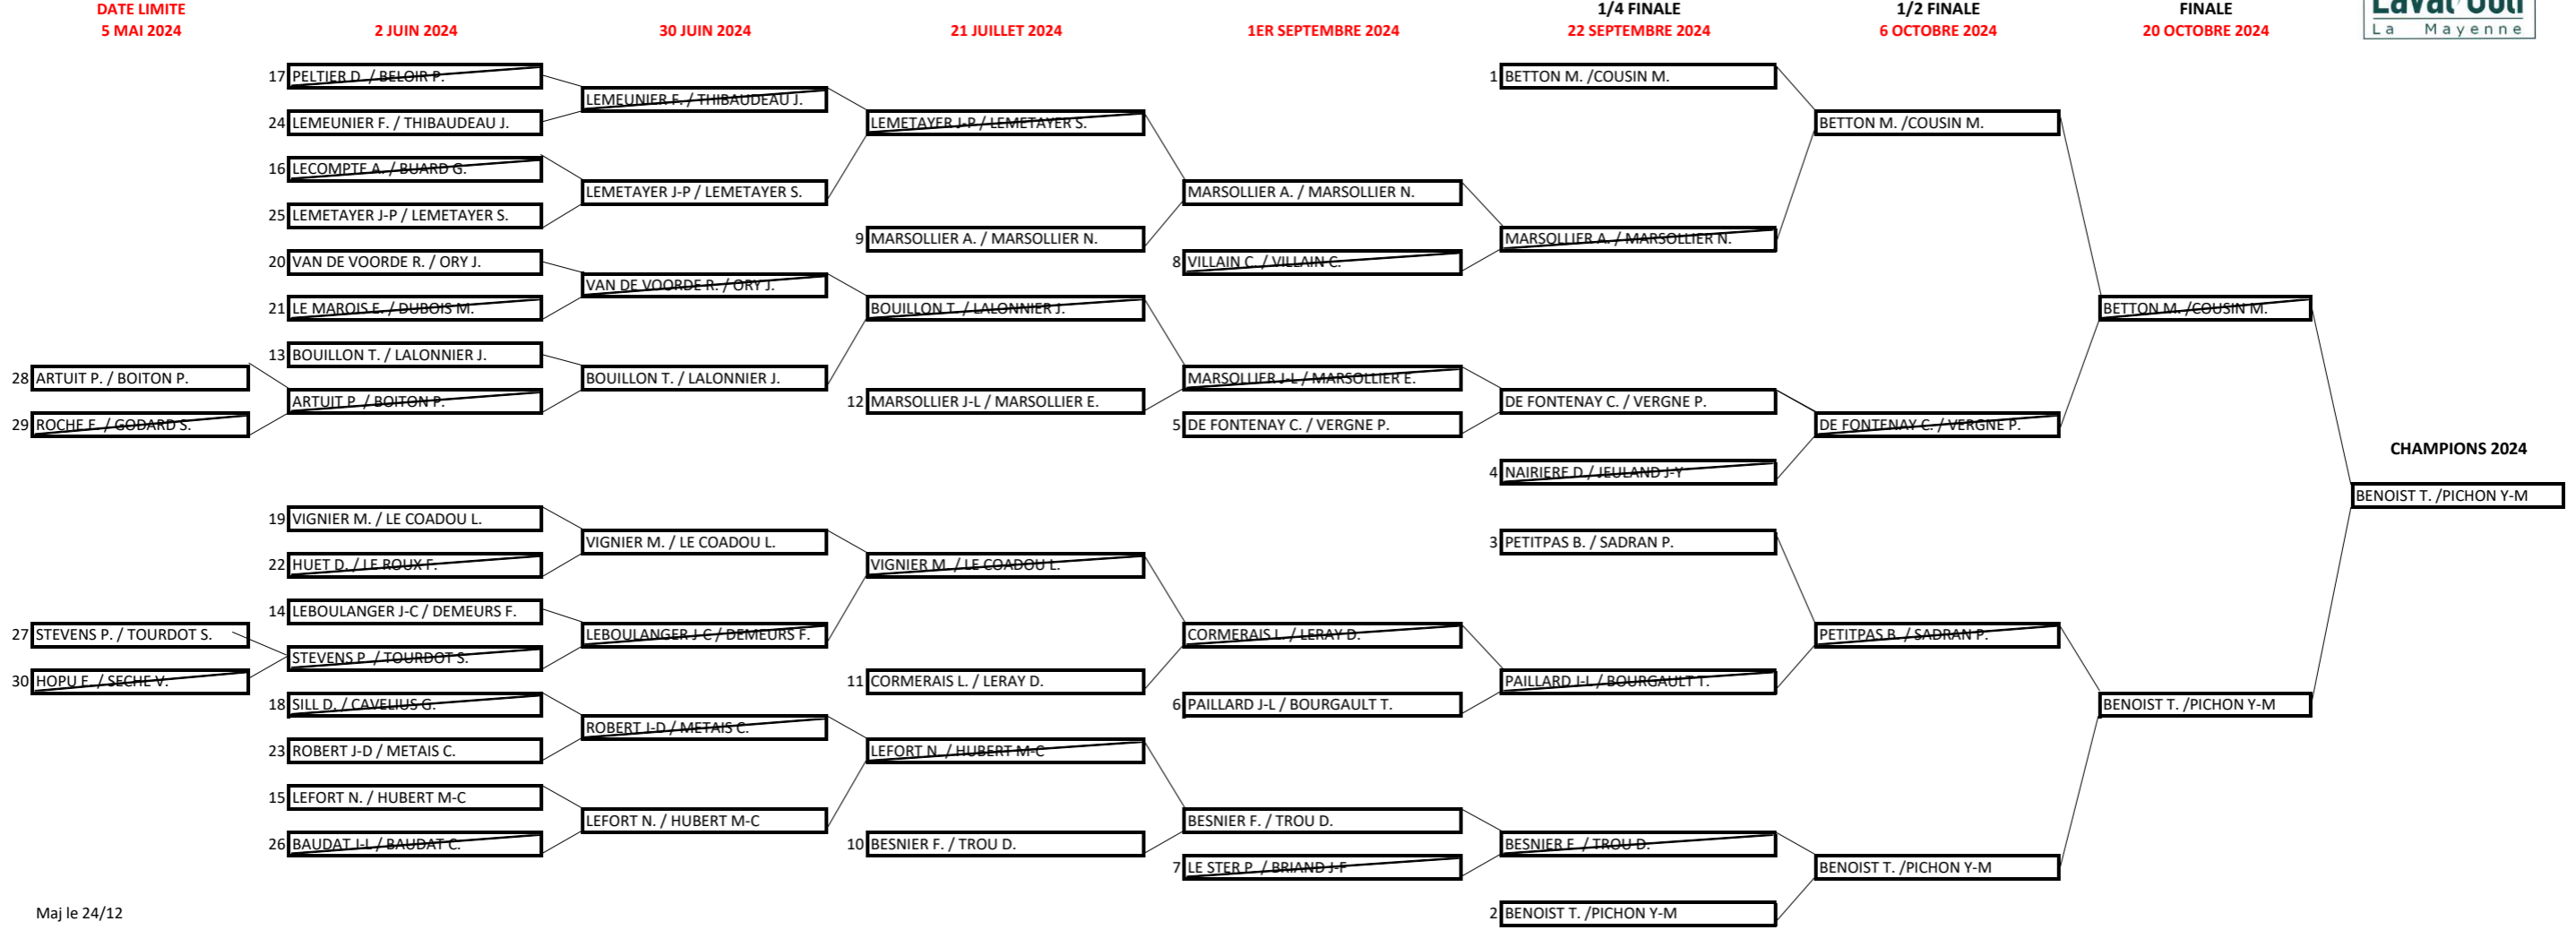 DATE LIMITE
5 MAI 2024
2 JUIN 2024
30 JUIN 2024
21 JUILLET 2024
1ER SEPTEMBRE 2024
1/4 FINALE
22 SEPTEMBRE 2024
1/2 FINALE
6 OCTOBRE 2024
FINALE
20 OCTOBRE 2024
La Mayenne
28 ARTUIT P. / BOITON P.
29 ROCHE F. / GODARD S.
27 STEVENS P. / TOURDOT S.
30 HOPU F. / SECHE V.
17 PELTIER D. / BELOIR P.
24 LEMEUNIER F. / THIBAUDEAU J.
16 LECOMPTE A. / BUARD G.
25 LEMETAYER J-P / LEMETAYER S.
20 VAN DE VOORDE R. / ORY J.
21 LE MAROIS E. / DUBOIS M.
13 BOUILLON T. / LALONNIER J.
ARTUIT P. / BOITON P.
19 VIGNIER M. / LE COADOU L.
22 HUET D. / LE ROUX F.
14 LEBOULANGER J-C / DEMEURS F.
STEVENS P. / TOURDOT S.
18 SILL D. / CAVELIUS G.
23 ROBERT J-D / METAIS C.
15 LEFORT N. / HUBERT M-C
26 BAUDAT J-L / BAUDAT C.
LEMEUNIER F. / THIBAUDEAU J.
LEMETAYER J-P / LEMETAYER S.
VAN DE VOORDE R. / ORY J.
BOUILLON T. / LALONNIER J.
VIGNIER M. / LE COADOU L.
LEBOULANGER J-C / DEMEURS F.
ROBERT J-D / METAIS C.
LEFORT N. / HUBERT M-C
LEMETAYER J-P / LEMETAYER S.
9 MARSOLLIER A. / MARSOLLIER N.
BOUILLON T. / LALONNIER J.
12 MARSOLLIER J-L / MARSOLLIER E.
VIGNIER M. / LE COADOU L.
11 CORMERAIS L. / LERAY D.
LEFORT N. / HUBERT M-C
10 BESNIER F. / TROU D.
MARSOLLIER A. / MARSOLLIER N.
8 VILLAIN C. / VILLAIN C.
MARSOLLIER J-L / MARSOLLIER E.
5 DE FONTENAY C. / VERGNE P.
CORMERAIS L. / LERAY D.
6 PAILLARD J-L / BOURGAULT T.
BESNIER F. / TROU D.
7 LE STER P. / BRIAND J-F
1 BETTON M. /COUSIN M.
MARSOLLIER A. / MARSOLLIER N.
DE FONTENAY C. / VERGNE P.
4 NAIRIERE D / JEULAND J-Y
3 PETITPAS B. / SADRAN P.
PAILLARD J-L / BOURGAULT T.
BESNIER F. / TROU D.
2 BENOIST T. /PICHON Y-M
BETTON M. /COUSIN M.
DE FONTENAY C. / VERGNE P.
PETITPAS B. / SADRAN P.
BENOIST T. /PICHON Y-M
BETTON M. /COUSIN M.
BENOIST T. /PICHON Y-M
CHAMPIONS 2024
BENOIST T. /PICHON Y-M
Maj le 24/12